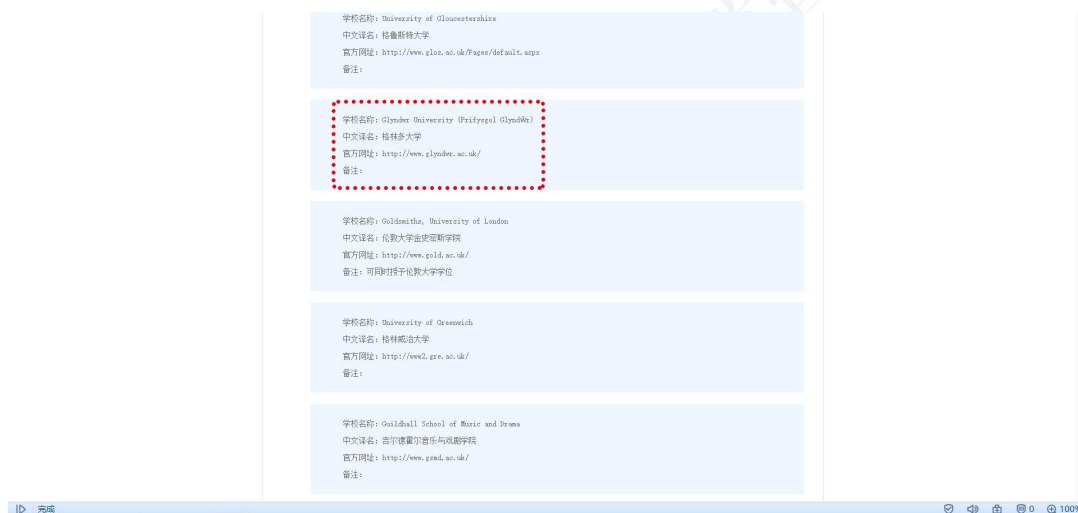 学校名称：University of Gloucestershire
中文译名：格鲁斯特大学
官方网址：http://www.glos.ac.uk/Pages/default.aspx
备注：
学校名称：Glyndwr University (Prifysgol GlyndŴr)
中文译名：格林多大学
官方网址：http://www.glyndwr.ac.uk/
备注：
学校名称：Goldsmiths, University of London
中文译名：伦敦大学金史密斯学院
官方网址：http://www.gold.ac.uk/
备注：可同时授予伦敦大学学位
学校名称：University of Greenwich
中文译名：格林威治大学
官方网址：http://www2.gre.ac.uk/
备注：
学校名称：Guildhall School of Music and Drama
中文译名：吉尔德霍尔音乐与戏剧学院
官方网址：http://www.gsmd.ac.uk/
备注：
完成
0
100%